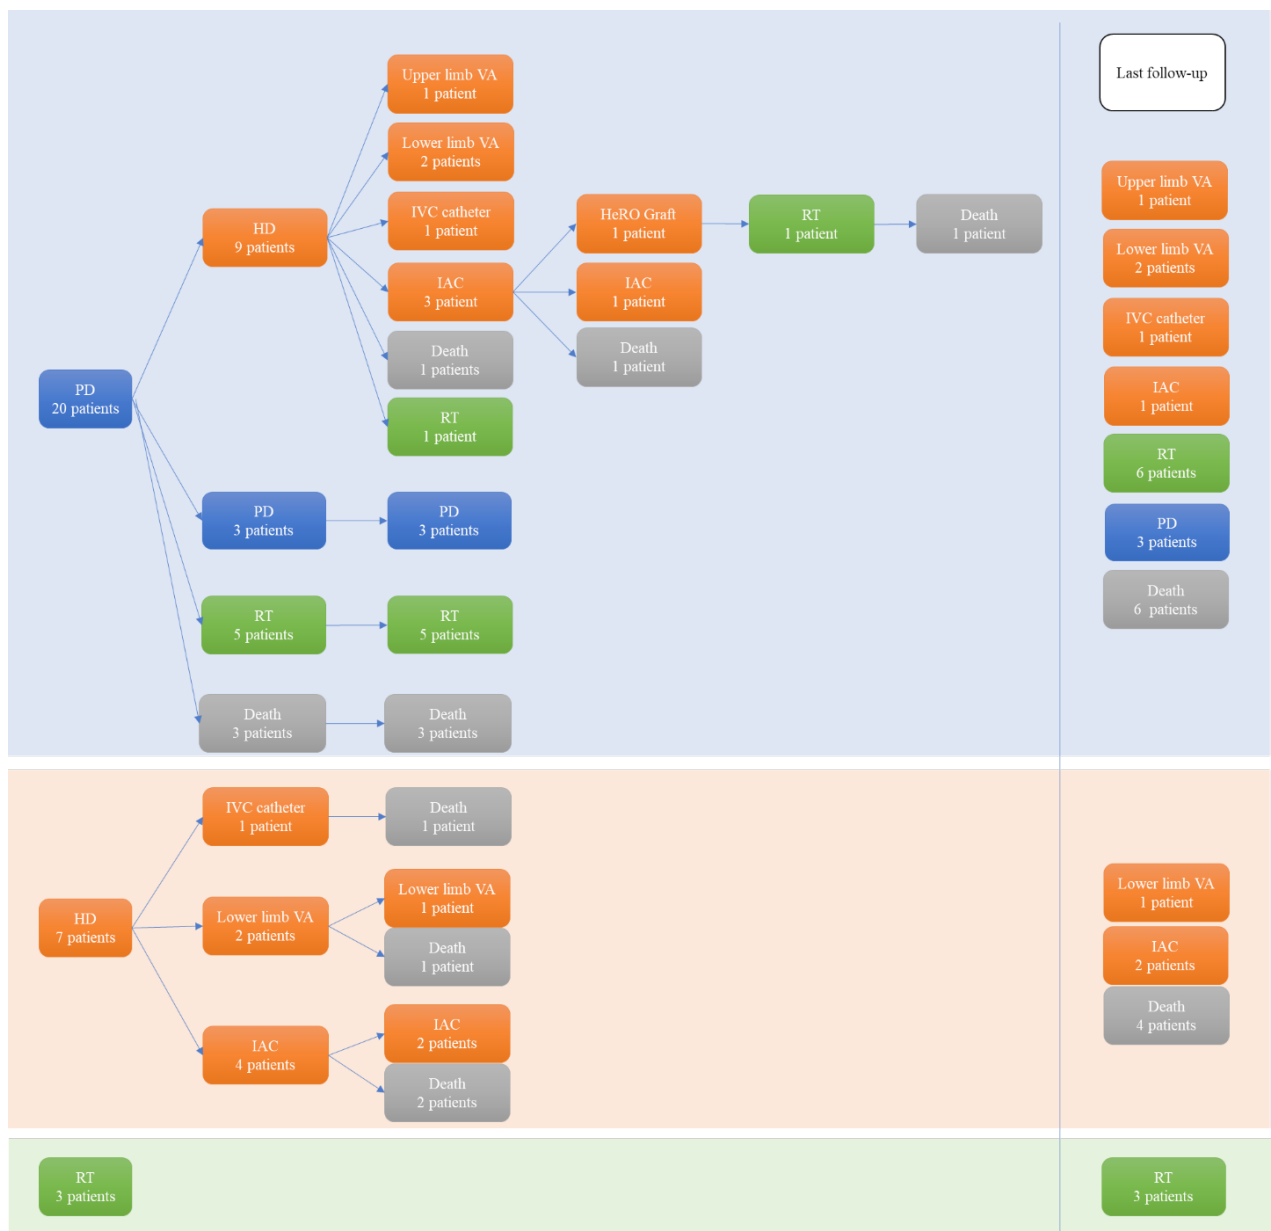 Last follow-up
Upper limb VA
1 patient
Lower limb VA
2 patients
IVC catheter
1 patient
HD
9 patients
IAC
3 patient
Death
1 patients
RT
1 patient
HeRO Graft
1 patient
IAC
1 patient
Death
1 patient
RT
1 patient
Death
1 patient
PD
20 patients
PD
3 patients
PD
3 patients
RT
5 patients
RT
5 patients
Death
3 patients
Death
3 patients
Upper limb VA
1 patient
Lower limb VA
2 patients
IVC catheter
1 patient
IAC
1 patient
RT
6 patients
PD
3 patients
Death
6 patients
HD
7 patients
IVC catheter
1 patient
Death
1 patient
Lower limb VA
2 patients
Lower limb VA
1 patient
Death
1 patient
IAC
4 patients
IAC
2 patients
Death
2 patients
Lower limb VA
1 patient
IAC
2 patients
Death
4 patients
RT
3 patients
RT
3 patients